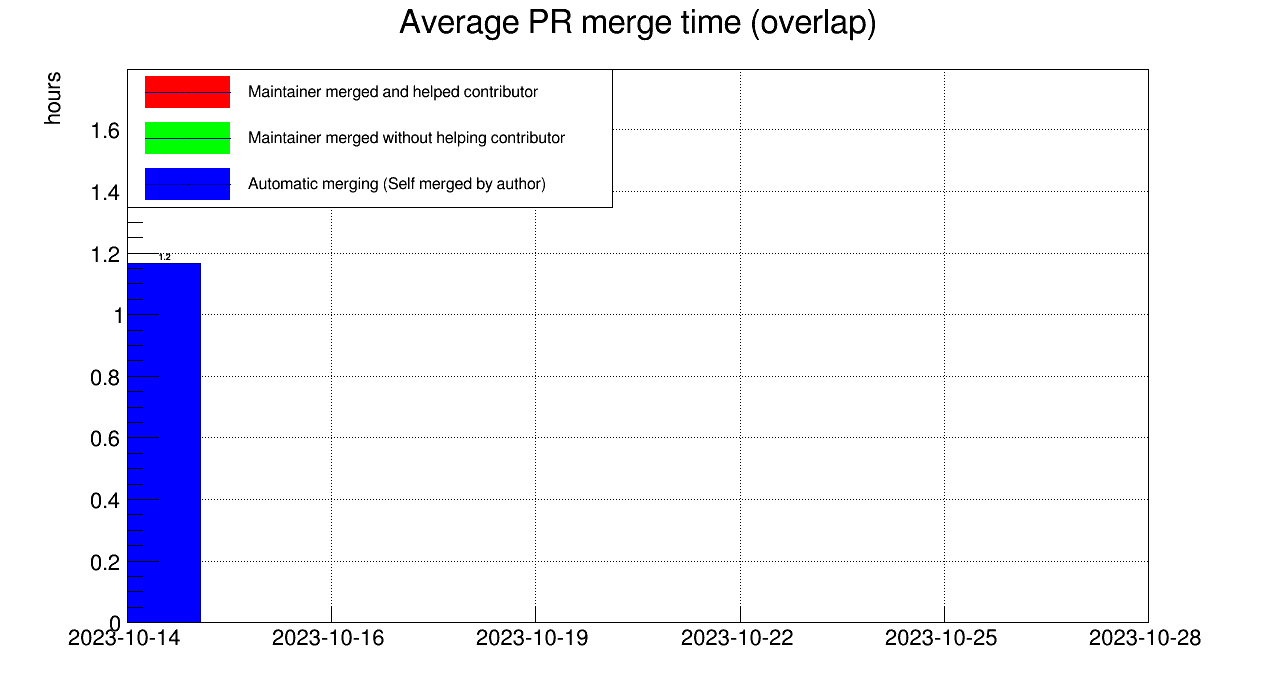 Average PR merge time (overlap)
hours
Maintainer merged and helped contributor
Maintainer merged without helping contributor
Automatic merging (Self merged by author)
1.6
1.4
1.2
1.2
1
0.8
0.6
0.4
0.2
0
2023-10-14 2023-10-16 2023-10-19 2023-10-22 2023-10-25 2023-10-28